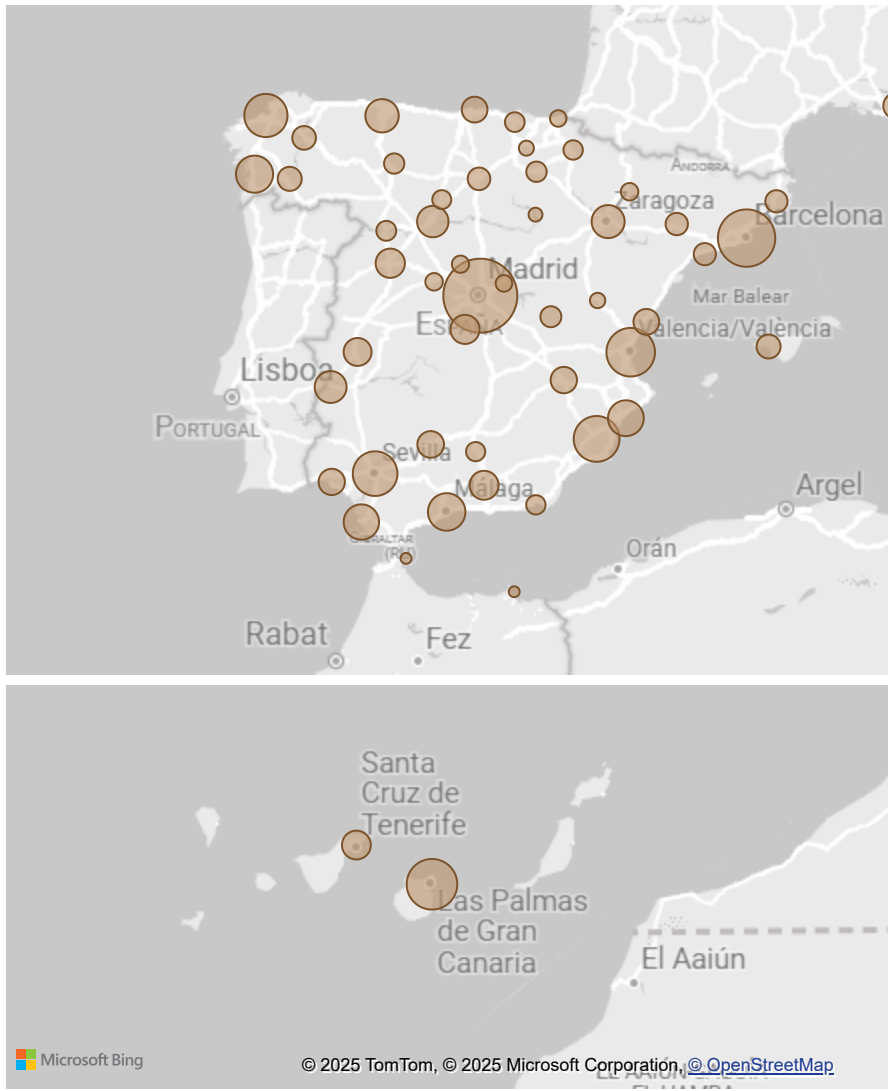 ANDORRA
Zaragoza
Barcelona
Madrid
Mar Balear
ESPAÑA
Valencia/València
Lisboa
PORTUGAL
Sevilla
Málaga
Argel
GIBRALTAR
(RU)
Orán
Rabat
Fez
Santa
Cruz de
Tenerife
Las Palmas
de Gran
Canaria
El Aaiún
Microsoft Bing
© 2025 TomTom, © 2025 Microsoft Corporation, © OpenStreetMap